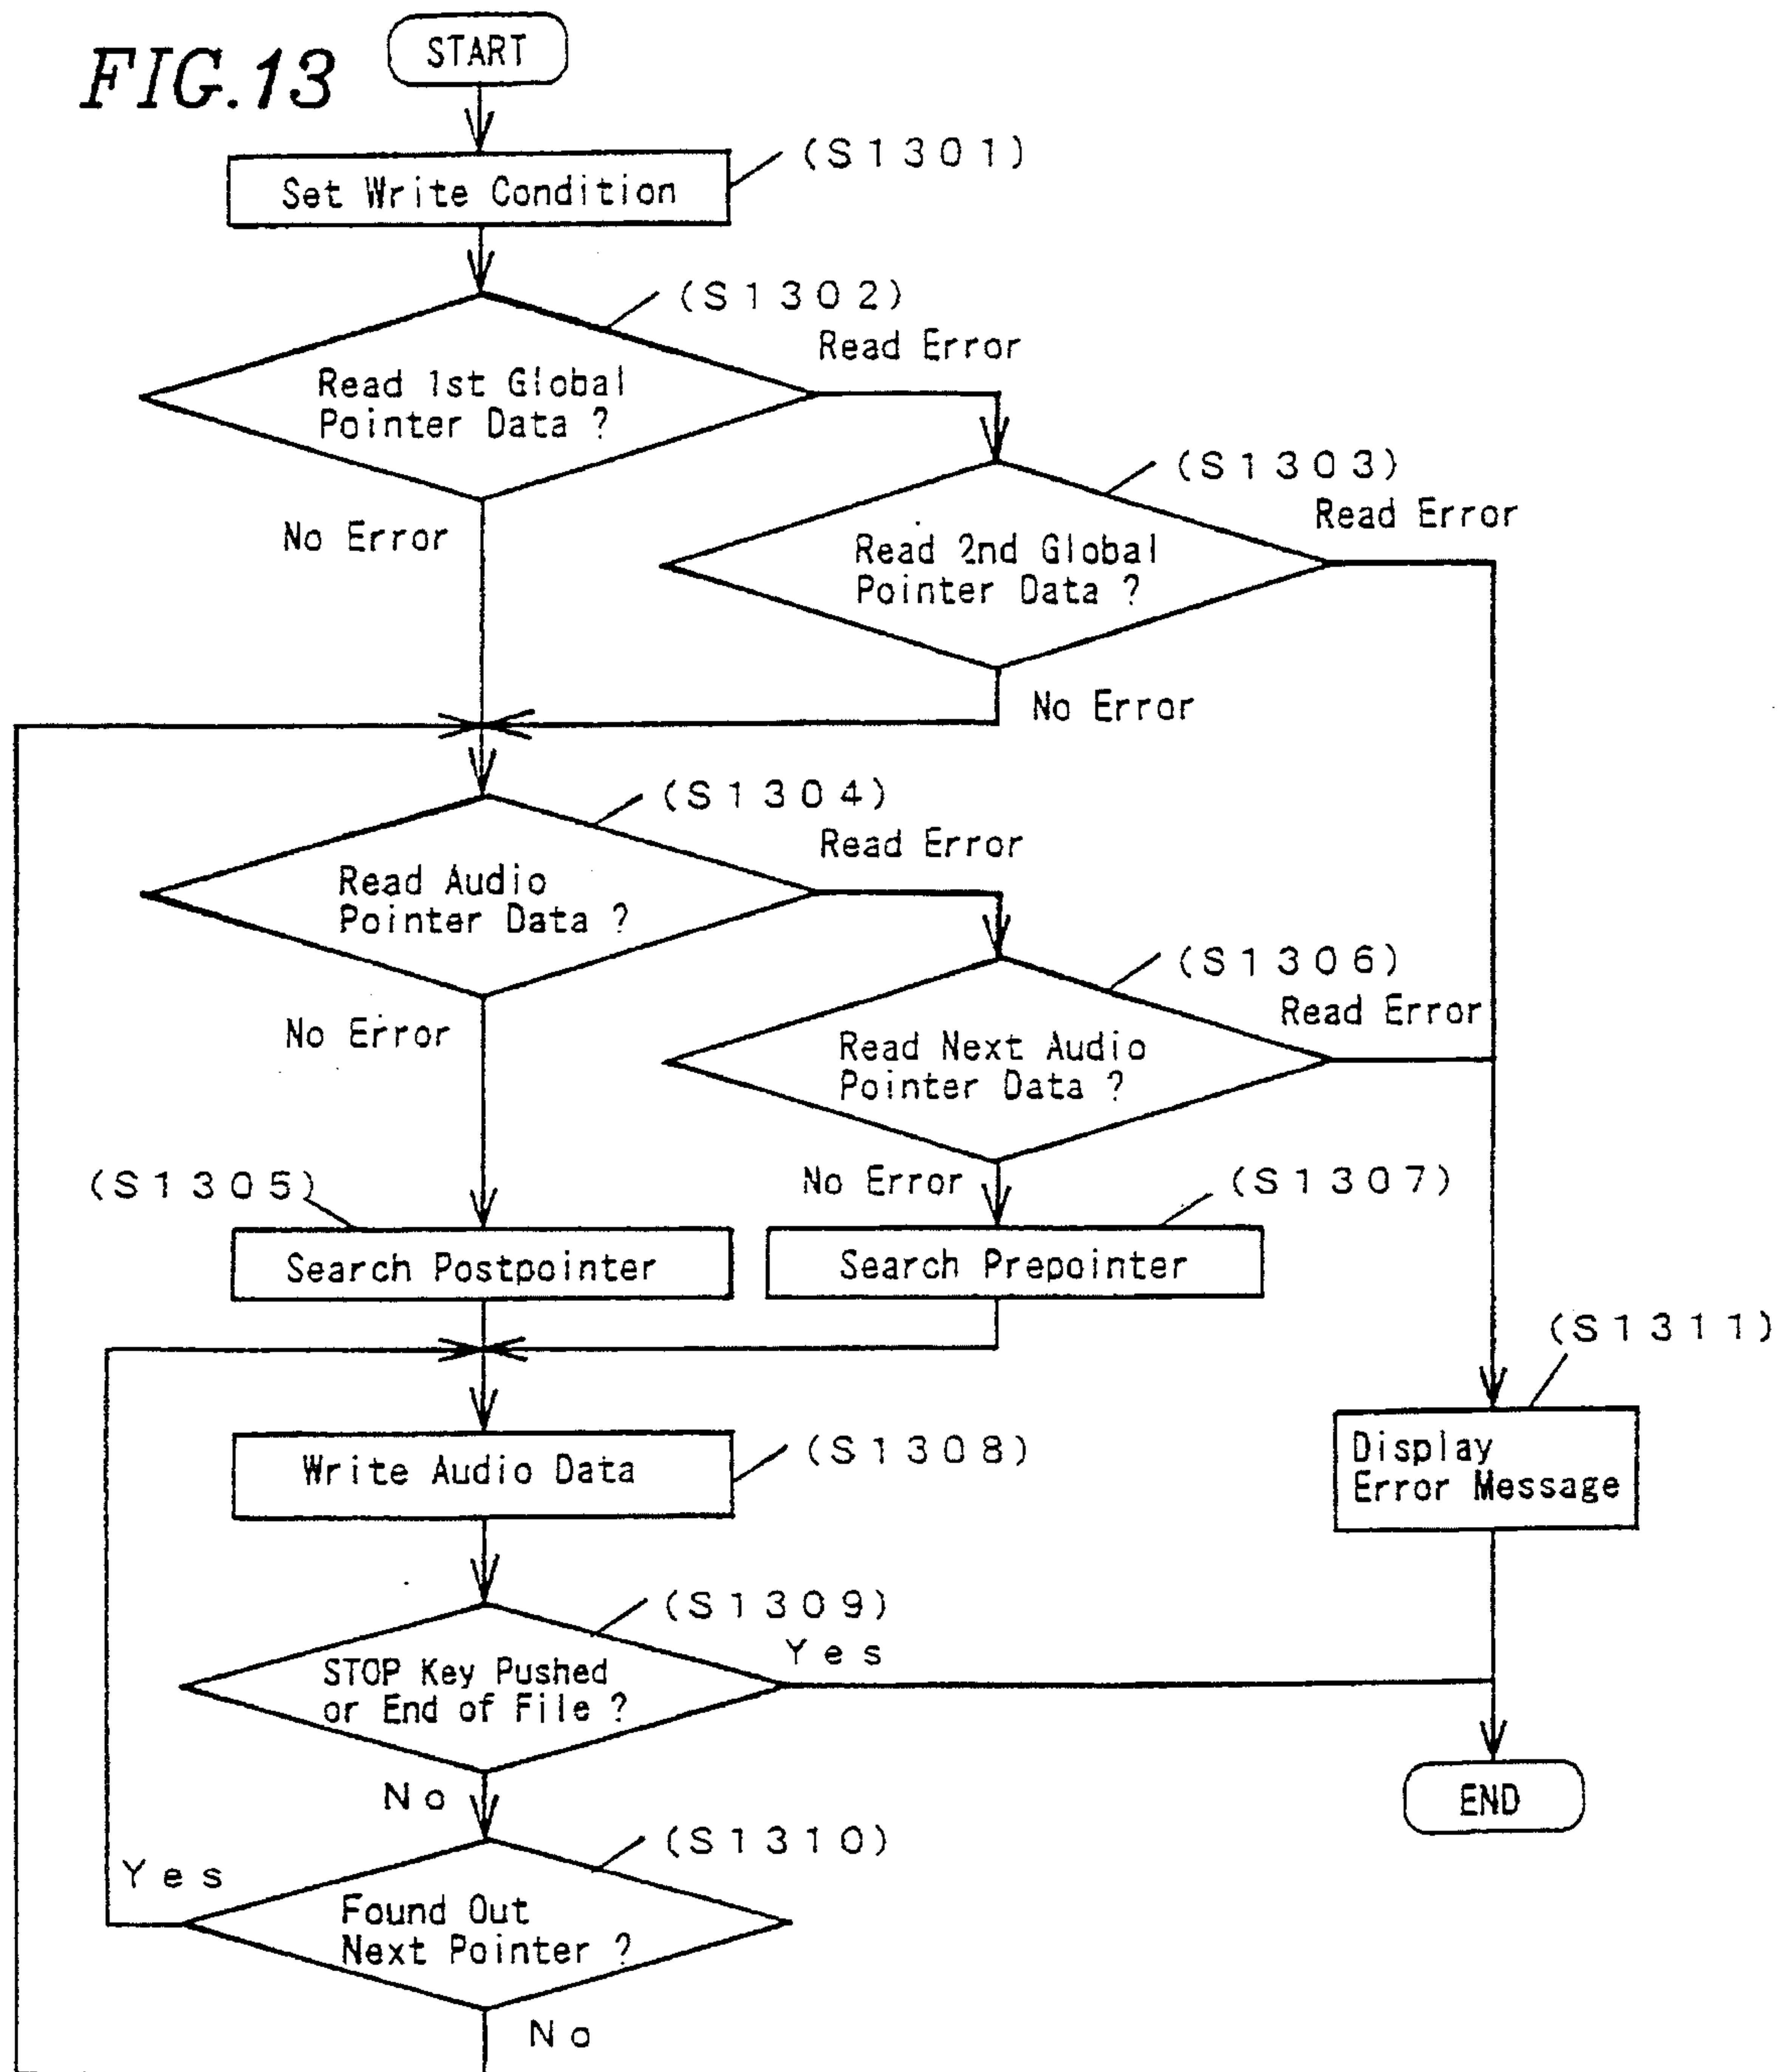 FIG.13
START
(S1301)
Set Write Condition
(S1302)
Read Error
Read 1st Global
Pointer Data ?
(S1303)
Read Error
No Error
Read 2nd Global
Pointer Data ?
No Error
(S1304)
Read Error
Read Audio
Pointer Data ?
(S1306)
Read Error
No Error
Read Next Audio
Pointer Data ?
(S1305)
No Error
(S1307)
Search Postpointer
Search Prepointer
(S1311)
Write Audio Data
(S1308)
Display
Error Message
(S1309)
Yes
STOP Key Pushed
or End of File ?
No
END
(S1310)
Yes
Found Out
Next Pointer ?
No